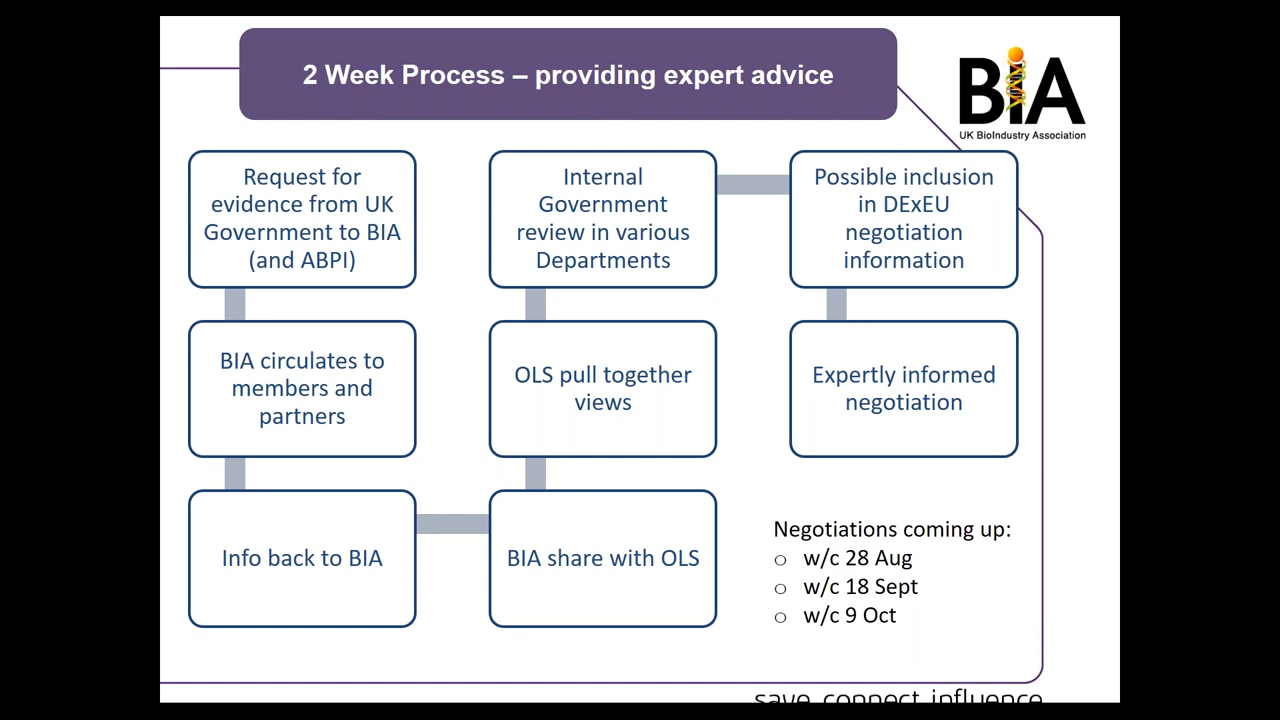 2 Week Process – providing expert advice
BIA
UK BioIndustry Association
Request for
evidence from UK
Government to BIA
(and ABPI)
BIA circulates to
members and
partners
Info back to BIA
BIA share with OLS
OLS pull together
views
Internal
Government
review in various
Departments
Possible inclusion
in DExEU
negotiation
information
Expertly informed
negotiation
Negotiations coming up:
o w/c 28 Aug
o w/c 18 Sept
o w/c 9 Oct
save connect influence